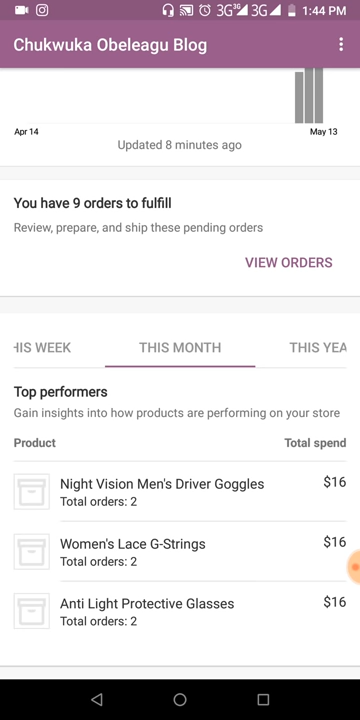 3G 3G 3G 1:44 PM
Chukwuka Obeleagu Blog
Apr 14 May 13
Updated 8 minutes ago
You have 9 orders to fulfill
Review, prepare, and ship these pending orders
VIEW ORDERS
HIS WEEK THIS MONTH THIS YEA
Top performers
Gain insights into how products are performing on your store
Product Total spend
Night Vision Men's Driver Goggles $16
Total orders: 2
Women's Lace G-Strings $16
Total orders: 2
Anti Light Protective Glasses $16
Total orders: 2